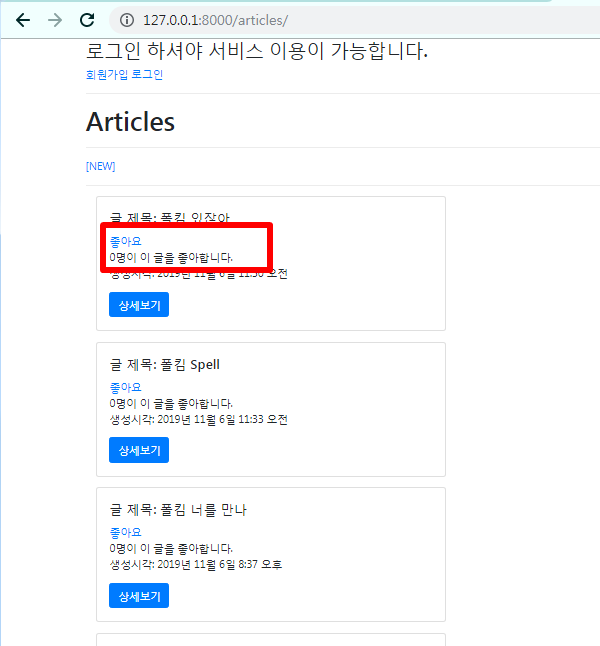 127.0.0.1:8000/articles/
로그인 하셔야 서비스 이용이 가능합니다.
회원가입 로그인
Articles
[NEW]
글 제목: 폴킴 있잖아
좋아요
0명이 이 글을 좋아합니다.
생성시각: 2019년 11월 6일 11:50 오전
상세보기
글 제목: 폴킴 Spell
좋아요
0명이 이 글을 좋아합니다.
생성시각: 2019년 11월 6일 11:33 오전
상세보기
글 제목: 폴킴 너를 만나
좋아요
0명이 이 글을 좋아합니다.
생성시각: 2019년 11월 6일 8:37 오후
상세보기